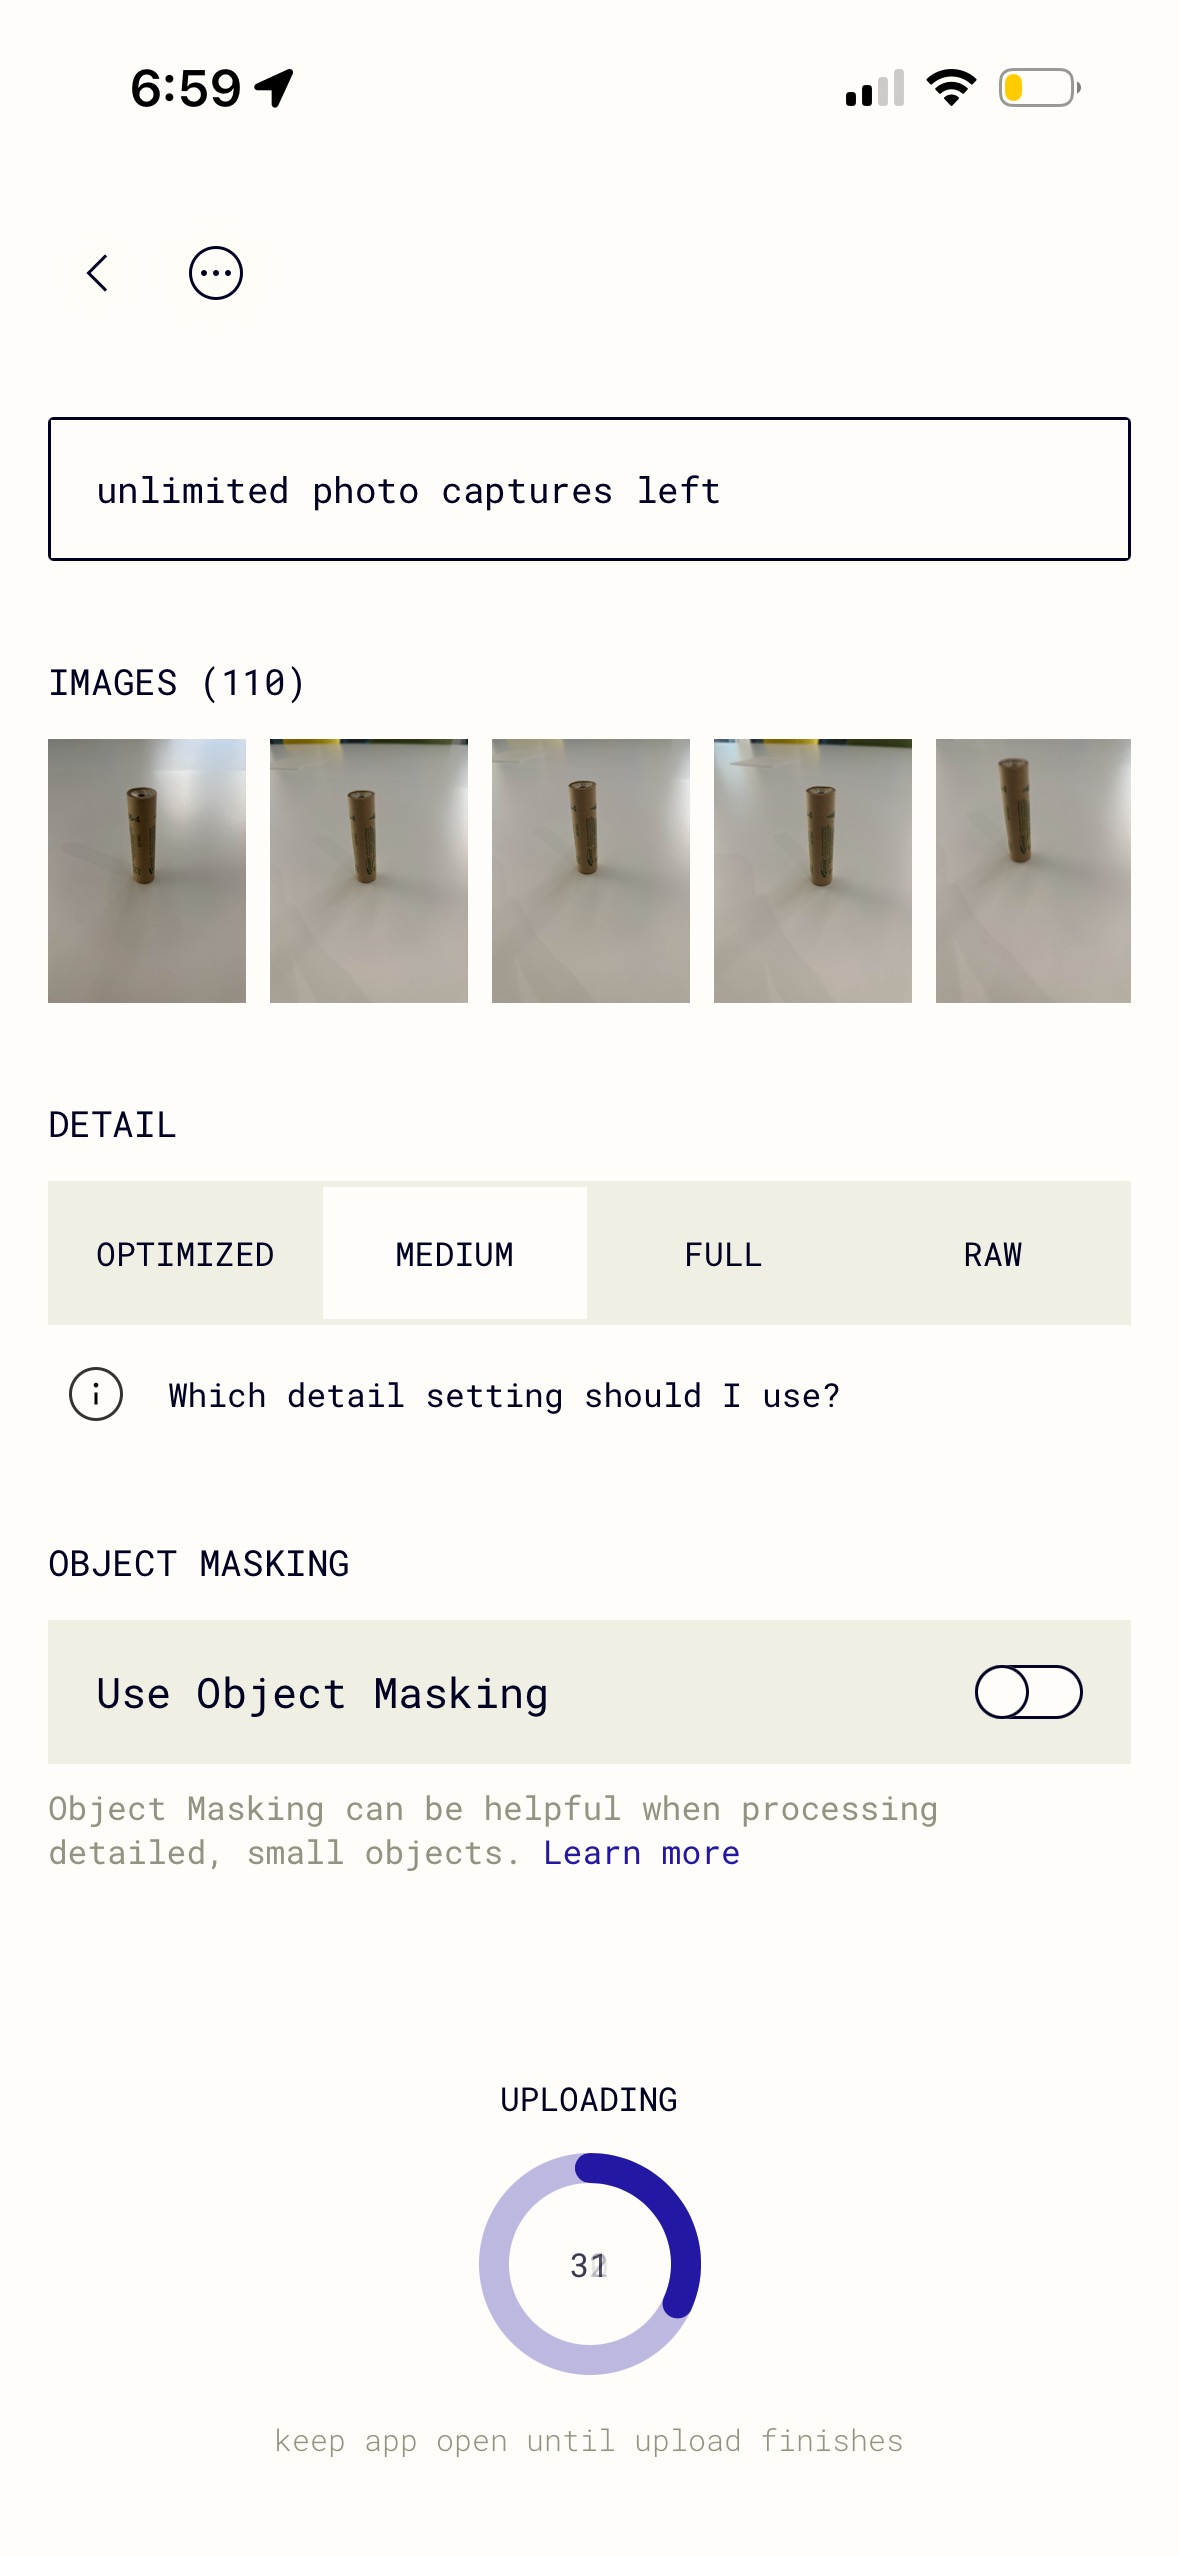 6:59
unlimited photo captures left
IMAGES (110)
DETAIL
OPTIMIZED MEDIUM FULL RAW
Which detail setting should I use?
OBJECT MASKING
Use Object Masking
Object Masking can be helpful when processing
detailed, small objects. Learn more
UPLOADING
keep app open until upload finishes